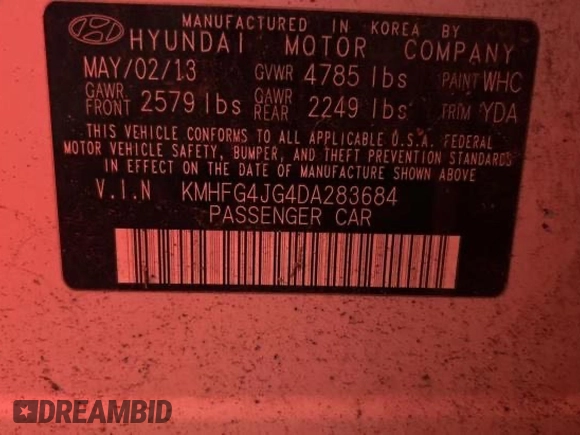 MANUFACTURED IN KOREA BY
HYUNDAI MOTOR COMPANY
MAY/02/13 GVWR 4785 lbs PAINT WHC
GAWR FRONT 2579 lbs GAWR REAR 2249 lbs TRIM YDA
THIS VEHICLE CONFORMS TO ALL APPLICABLE U.S.A. FEDERAL
MOTOR VEHICLE SAFETY, BUMPER, AND THEFT PREVENTION STANDARDS
IN EFFECT ON THE DATE OF MANUFACTURE SHOWN ABOVE
V.I.N KMHFG4JG4DA283684
PASSENGER CAR
DREAMBID